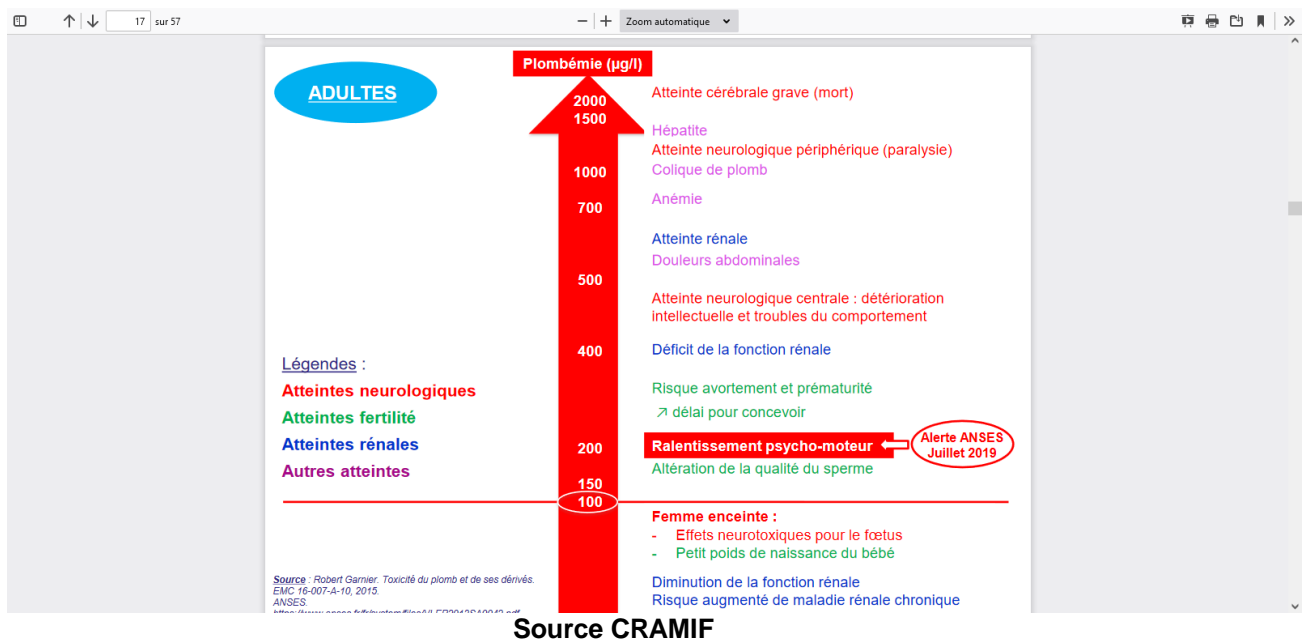 17 sur 57
Zoom automatique
Plombémie (µg/l)
ADULTES
2000
Atteinte cérébrale grave (mort)
1500
Hépatite
Atteinte neurologique périphérique (paralysie)
1000
Colique de plomb
Anémie
700
Atteinte rénale
Douleurs abdominales
500
Atteinte neurologique centrale : détérioration
intellectuelle et troubles du comportement
400
Déficit de la fonction rénale
Légendes :
Atteintes neurologiques
Atteintes fertilité
Atteintes rénales
Autres atteintes
Risque avortement et prématurité
↗ délai pour concevoir
200
Ralentissement psycho-moteur
Alerte ANSES
Juillet 2019
Altération de la qualité du sperme
150
100
Femme enceinte :
- Effets neurotoxiques pour le fœtus
- Petit poids de naissance du bébé
Diminution de la fonction rénale
Risque augmenté de maladie rénale chronique
Source : Robert Garnier. Toxicité du plomb et de ses dérivés.
EMC 16-007-A-10, 2015.
ANSES.
Source CRAMIF